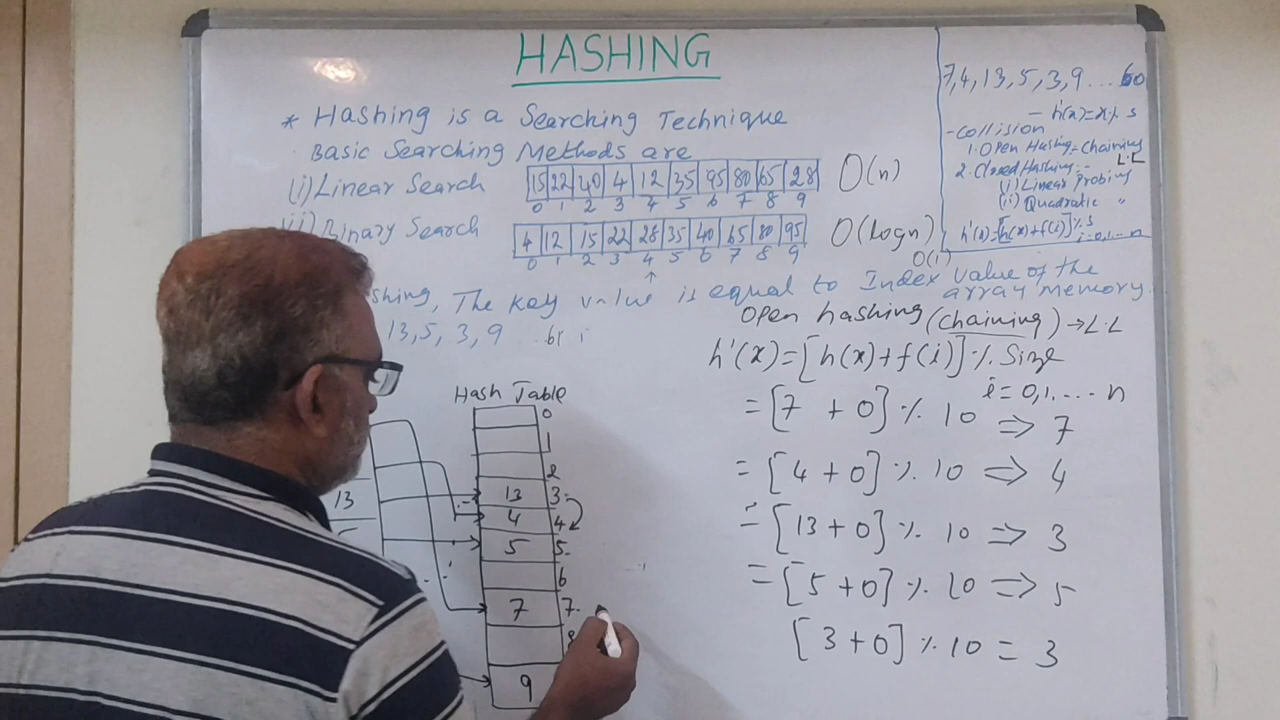 HASHING
* Hashing is a Searching Technique
Basic Searching Methods are
(i) Linear Search
15 22 40 4 12 35 95 80 65 28
0 1 2 3 4 5 6 7 8 9
O(n)
(ii) Binary Search
4 12 15 22 28 35 40 65 80 95
0 1 2 3 4 5 6 7 8 9
O(logn)
O(1)
shing, The Key value is equal to Index value of the
array memory.
13, 5, 3, 9
7, 4, 13, 5, 3, 9 ... 60
- h(x) = x % s
- Collision
1. Open Hashing - Chaining
L.L
2. Closed Hashing :-
(i) Linear Probing
(ii) Quadratic "
h'(x) = [h(x) + f(i)] % s
i = 0, 1, .... n
Open hashing (Chaining) → L.L
h'(x) = [h(x) + f(i)] % Size
i = 0, 1, .... n
= [7 + 0] % 10 ⇒ 7
= [4 + 0] % 10 ⇒ 4
= [13 + 0] % 10 ⇒ 3
= [5 + 0] % 10 ⇒ 5
[3 + 0] % 10 = 3
Hash Table
0
1
2
13 3
4 4
5 5
6
7 7
9
13